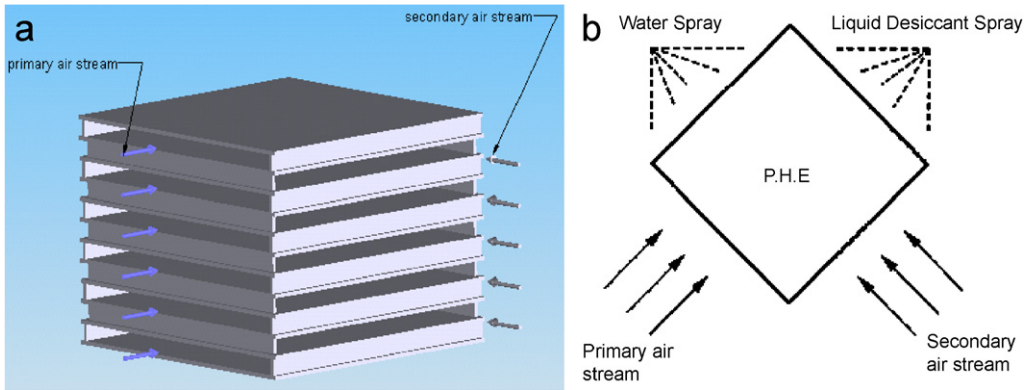 a
secondary air stream
primary air stream
b
Water Spray
Liquid Desiccant Spray
P.H.E
Primary air
stream
Secondary
air stream